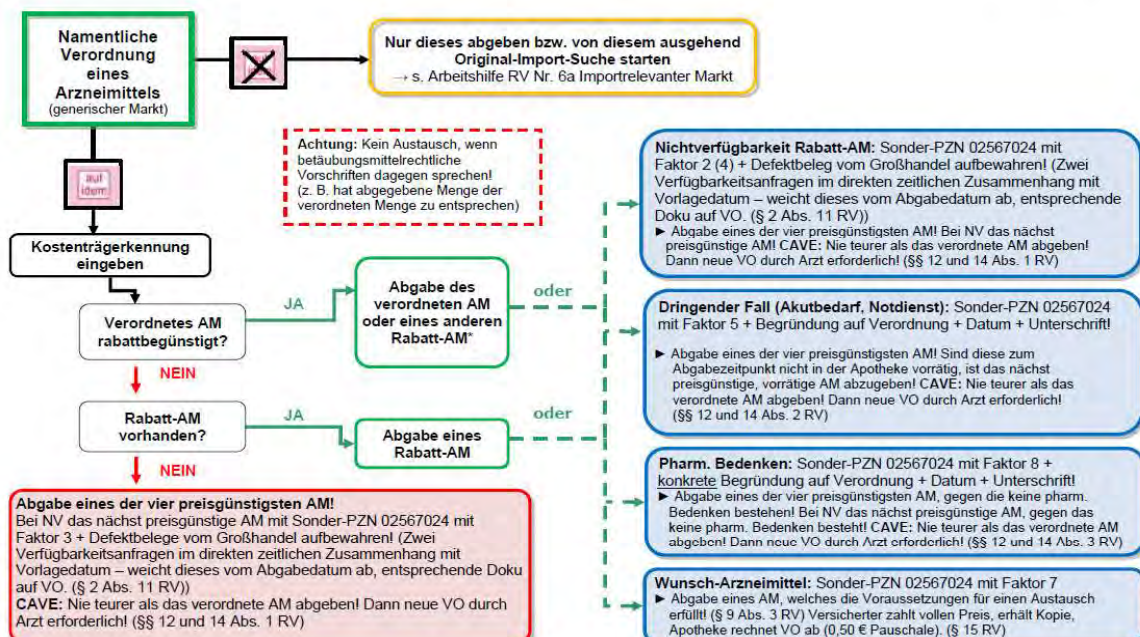 Namentliche
Verordnung
eines
Arzneimittels
(generischer Markt)
Nur dieses abgeben bzw. von diesem ausgehend
Original-Import-Suche starten
→ s. Arbeitshilfe RV Nr. 6a Importrelevanter Markt
auf
idem
Kostenträgerkennung
eingeben
Achtung: Kein Austausch, wenn
betäubungsmittelrechtliche
Vorschriften dagegen sprechen!
(z. B. hat abgegebene Menge der
verordneten Menge zu entsprechen)
Verordnetes AM
rabattbegünstigt?
JA
Abgabe des
verordneten AM
oder eines anderen
Rabatt-AM*
oder
NEIN
Rabatt-AM
vorhanden?
JA
Abgabe eines
Rabatt-AM
oder
NEIN
Abgabe eines der vier preisgünstigsten AM!
Bei NV das nächst preisgünstige AM mit Sonder-PZN 02567024 mit
Faktor 3 + Defektbelege vom Großhandel aufbewahren! (Zwei
Verfügbarkeitsanfragen im direkten zeitlichen Zusammenhang mit
Vorlagedatum – weicht dieses vom Abgabedatum ab, entsprechende Doku
auf VO. (§ 2 Abs. 11 RV))
CAVE: Nie teurer als das verordnete AM abgeben! Dann neue VO durch
Arzt erforderlich! (§§ 12 und 14 Abs. 1 RV)
Nichtverfügbarkeit Rabatt-AM: Sonder-PZN 02567024 mit
Faktor 2 (4) + Defektbeleg vom Großhandel aufbewahren! (Zwei
Verfügbarkeitsanfragen im direkten zeitlichen Zusammenhang mit
Vorlagedatum – weicht dieses vom Abgabedatum ab, entsprechende
Doku auf VO. (§ 2 Abs. 11 RV))
► Abgabe eines der vier preisgünstigsten AM! Bei NV das nächst
preisgünstige AM! CAVE: Nie teurer als das verordnete AM abgeben!
Dann neue VO durch Arzt erforderlich! (§§ 12 und 14 Abs. 1 RV)
Dringender Fall (Akutbedarf, Notdienst): Sonder-PZN 02567024
mit Faktor 5 + Begründung auf Verordnung + Datum + Unterschrift!
► Abgabe eines der vier preisgünstigsten AM! Sind diese zum
Abgabezeitpunkt nicht in der Apotheke vorrätig, ist das nächst
preisgünstige, vorrätige AM abzugeben! CAVE: Nie teurer als das
verordnete AM abgeben! Dann neue VO durch Arzt erforderlich!
(§§ 12 und 14 Abs. 2 RV)
Pharm. Bedenken: Sonder-PZN 02567024 mit Faktor 8 +
konkrete Begründung auf Verordnung + Datum + Unterschrift!
► Abgabe eines der vier preisgünstigsten AM, gegen die keine pharm.
Bedenken bestehen! Bei NV das nächst preisgünstige AM, gegen das
keine pharm. Bedenken besteht! CAVE: Nie teurer als das verordnete AM
abgeben! Dann neue VO durch Arzt erforderlich! (§§ 12 und 14 Abs. 3 RV)
Wunsch-Arzneimittel: Sonder-PZN 02567024 mit Faktor 7
► Abgabe eines AM, welches die Voraussetzungen für einen Austausch
erfüllt! (§ 9 Abs. 3 RV) Versicherter zahlt vollen Preis, erhält Kopie,
Apotheke rechnet VO ab (0,50 € Pauschale). (§ 15 RV)